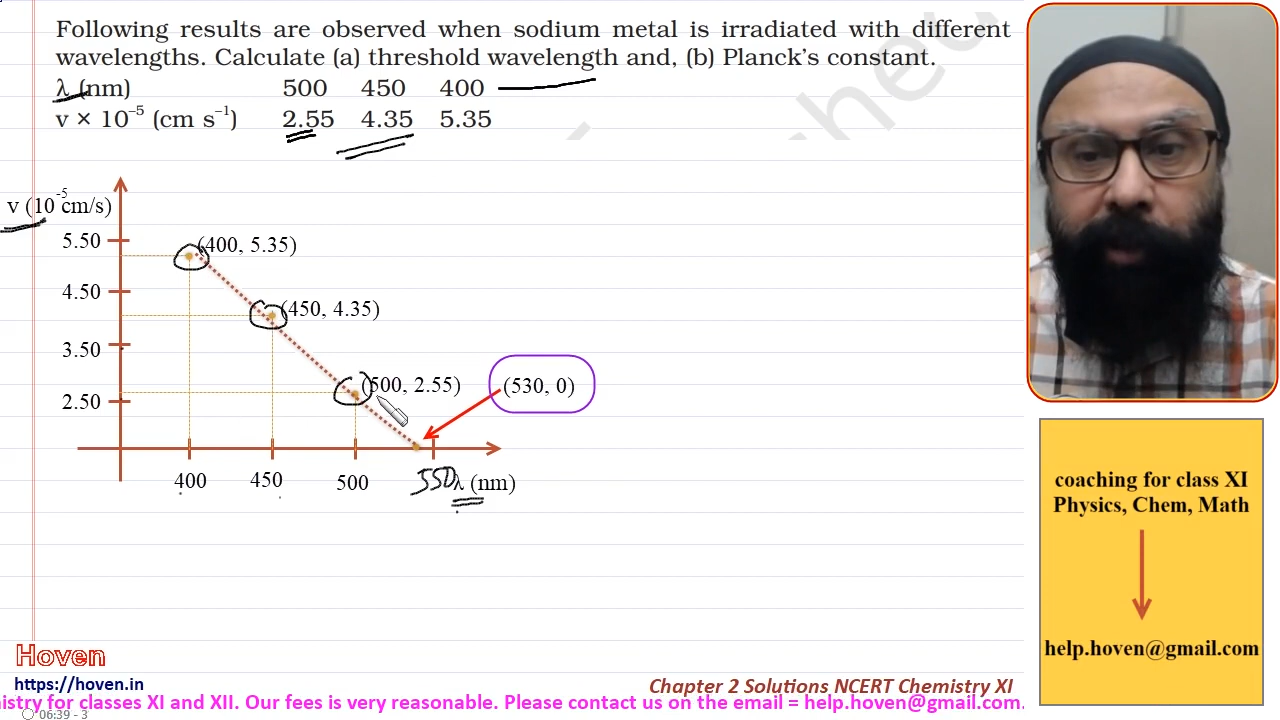 Following results are observed when sodium metal is irradiated with different
wavelengths. Calculate (a) threshold wavelength and, (b) Planck's constant.
λ (nm) 500 450 400
v × 10⁻⁵ (cm s⁻¹) 2.55 4.35 5.35
v (10⁻⁵ cm/s)
5.50
(400, 5.35)
4.50
(450, 4.35)
3.50
(500, 2.55)
(530, 0)
2.50
400 450 500 550 λ (nm)
coaching for class XI
Physics, Chem, Math
help.hoven@gmail.com
Hoven
https://hoven.in
Chapter 2 Solutions NCERT Chemistry XI
istry for classes XI and XII. Our fees is very reasonable. Please contact us on the email = help.hoven@gmail.com.
06:39 - 3